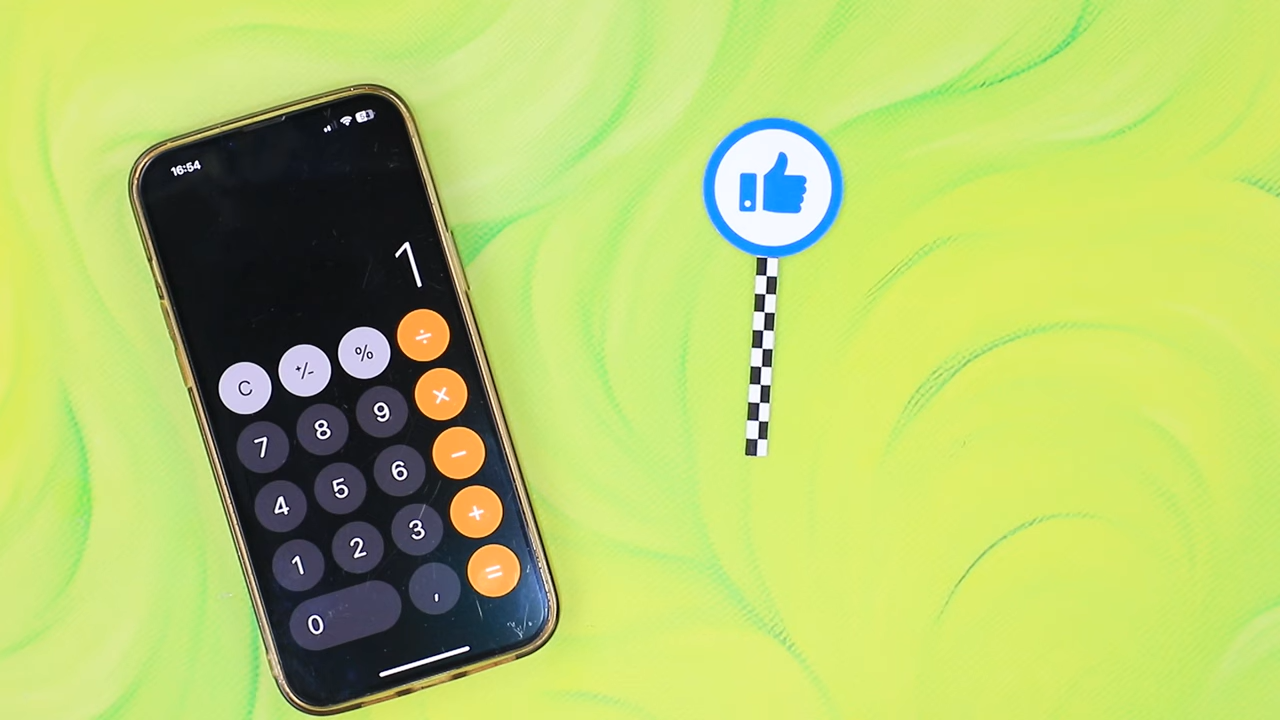 16:54
1
C +/- % ÷
7 8 9 ×
4 5 6 −
1 2 3 +
0 , =